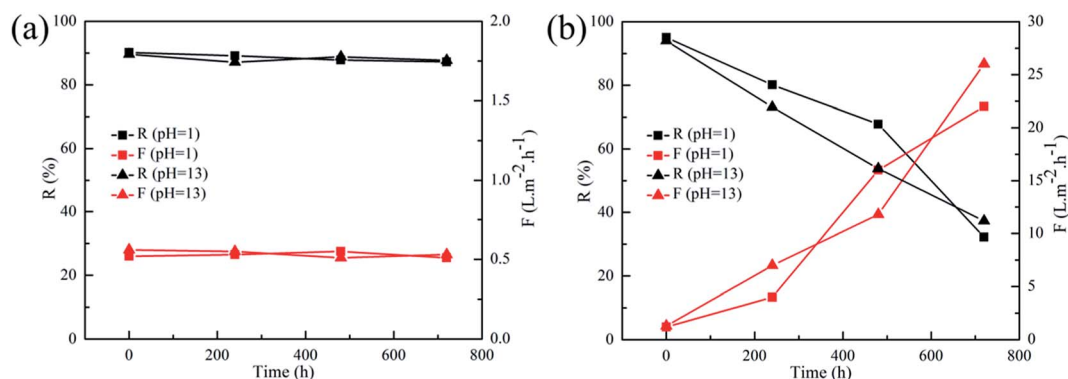 (a)
100
80
60
40
20
0
R (%)
2.0
1.5
1.0
0.5
0.0
F (L.m-2.h-1)
R (pH=1)
F (pH=1)
R (pH=13)
F (pH=13)
0 200 400 600 800
Time (h)
(b)
100
80
60
40
20
0
R (%)
30
25
20
15
10
5
0
F (L.m-2.h-1)
R (pH=1)
F (pH=1)
R (pH=13)
F (pH=13)
0 200 400 600 800
Time (h)